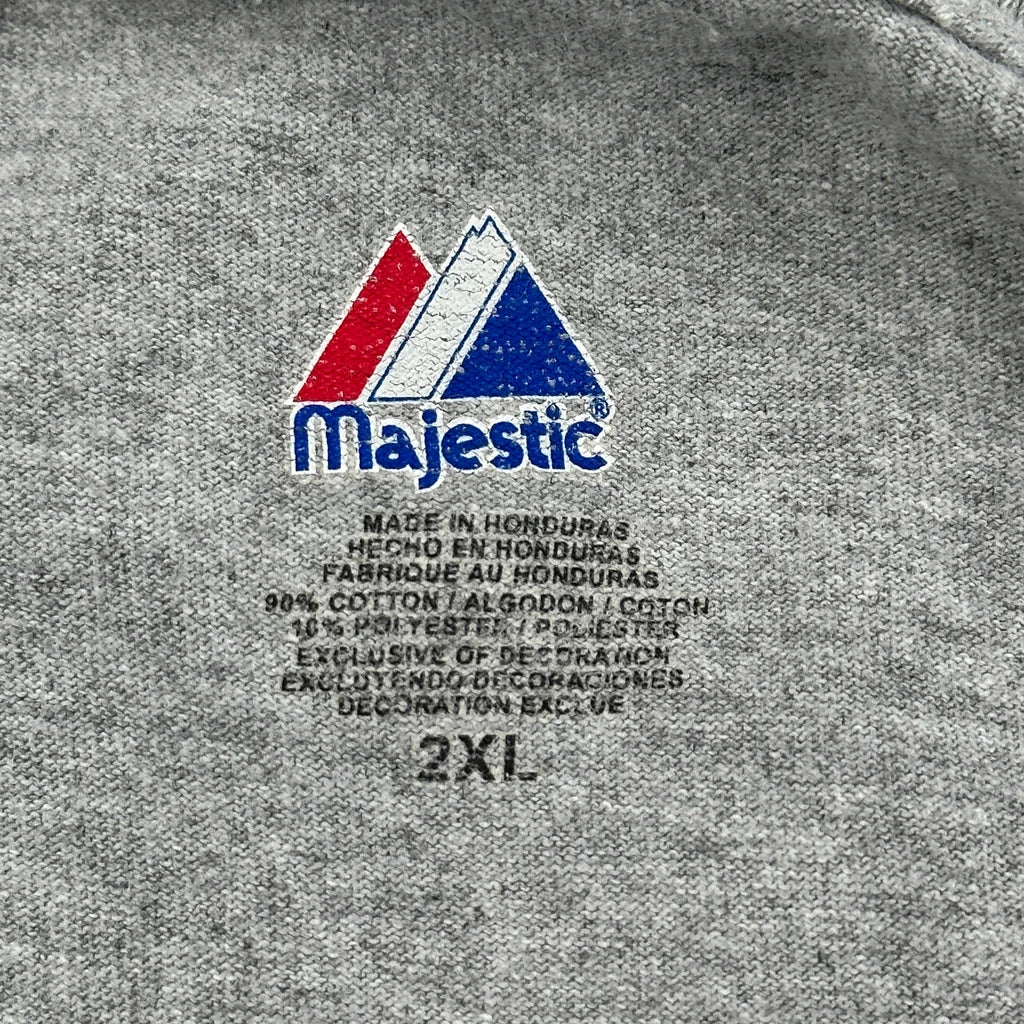 Majestic®
MADE IN HONDURAS
HECHO EN HONDURAS
FABRIQUE AU HONDURAS
90% COTTON / ALGODON / COTON
10% POLYESTER / POLIESTER
EXCLUSIVE OF DECORATION
EXCLUYENDO DECORACIONES
DECORATION EXCLUE
2XL